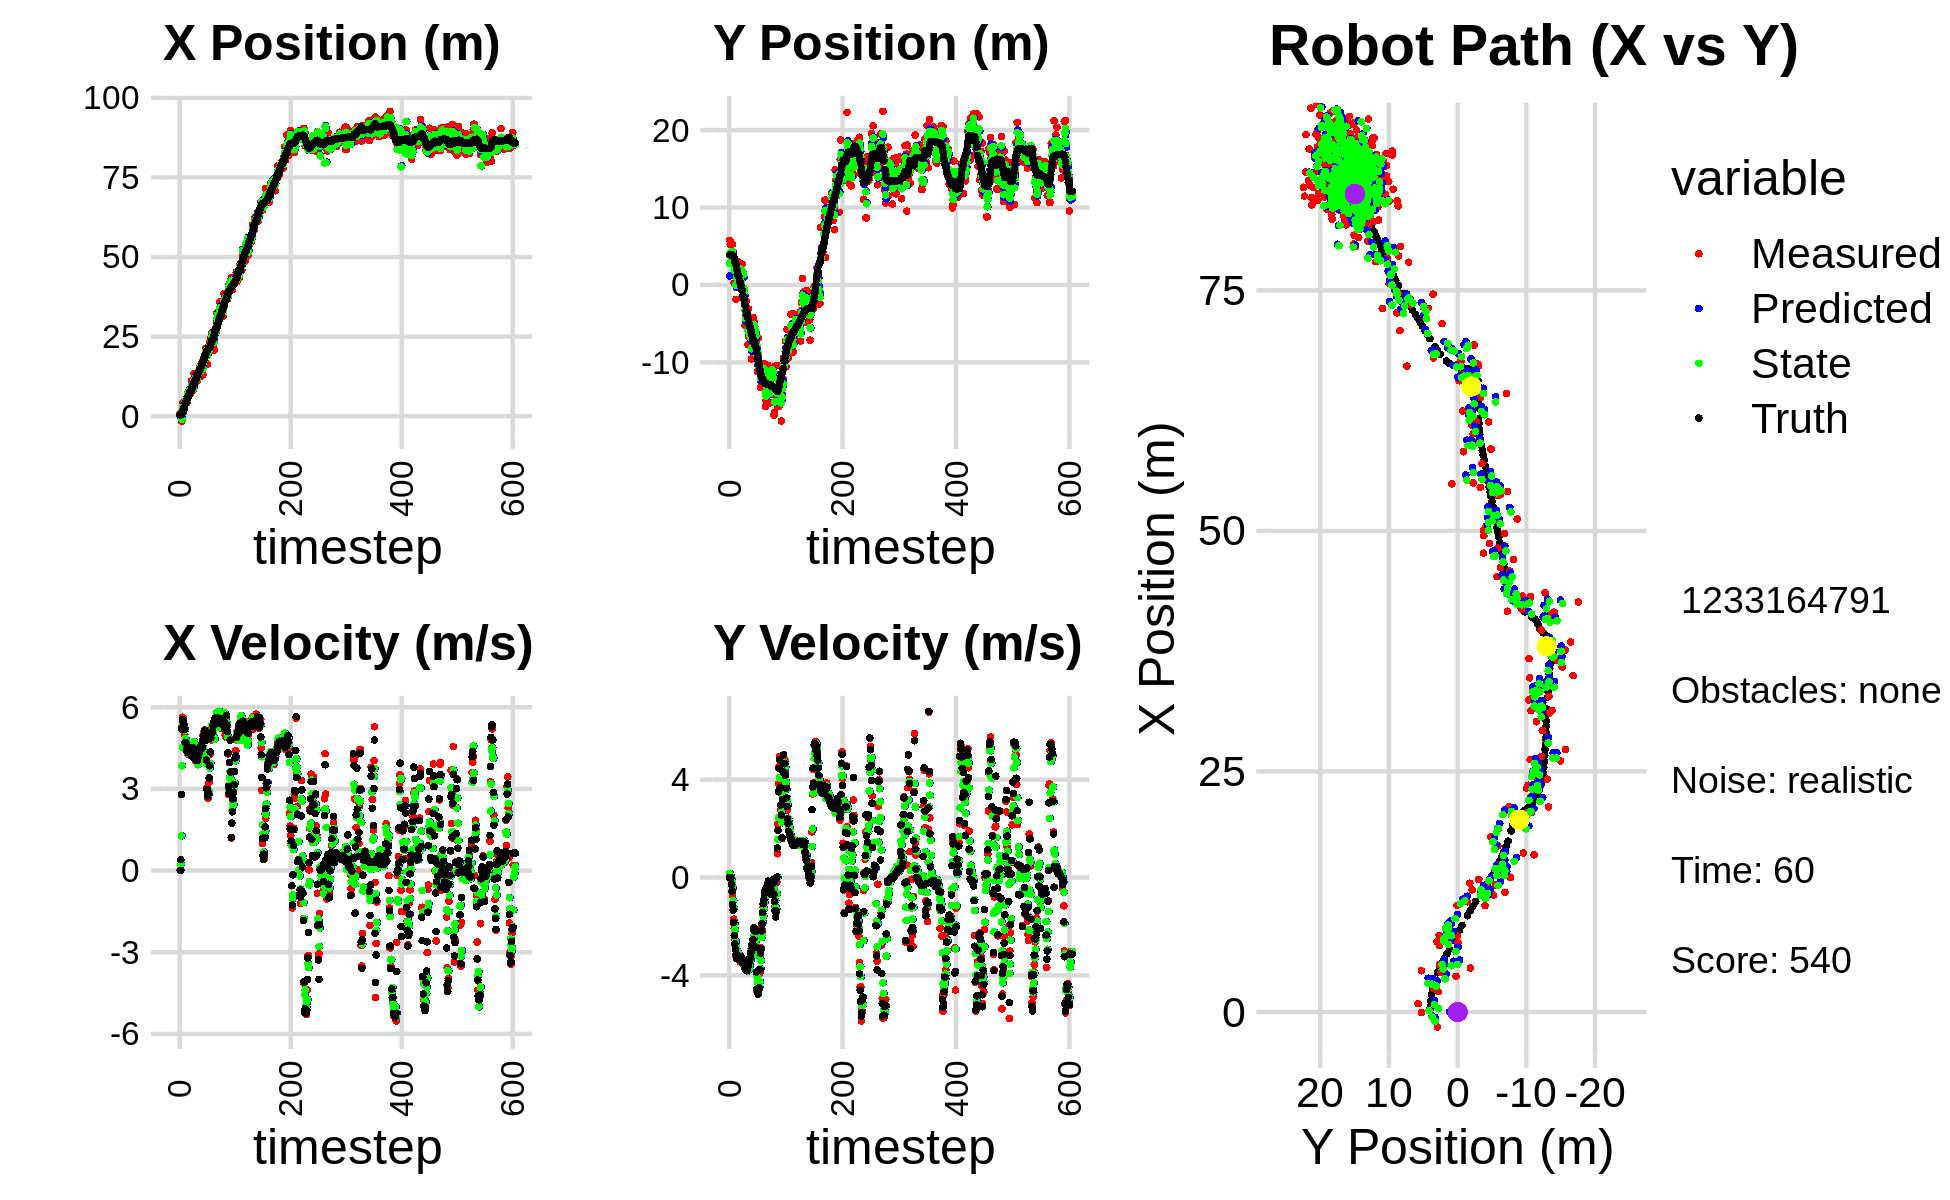 X Position (m)
100
75
50
25
0
0
200
400
600
timestep
Y Position (m)
20
10
0
-10
0
200
400
600
timestep
X Velocity (m/s)
6
3
0
-3
-6
0
200
400
600
timestep
Y Velocity (m/s)
4
0
-4
0
200
400
600
timestep
Robot Path (X vs Y)
X Position (m)
75
50
25
0
20 10 0 -10 -20
Y Position (m)
variable
Measured
Predicted
State
Truth
1233164791
Obstacles: none
Noise: realistic
Time: 60
Score: 540